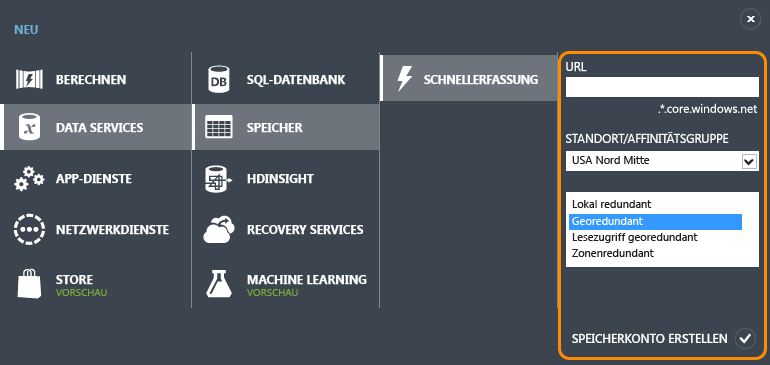 NEU
BERECHNEN
DATA SERVICES
APP-DIENSTE
NETZWERKDIENSTE
STORE
VORSCHAU
DB
SQL-DATENBANK
SPEICHER
HDINSIGHT
RECOVERY SERVICES
MACHINE LEARNING
VORSCHAU
SCHNELLERFASSUNG
URL
.*.core.windows.net
STANDORT/AFFINITÄTSGRUPPE
USA Nord Mitte
Lokal redundant
Georedundant
Lesezugriff georedundant
Zonenredundant
SPEICHERKONTO ERSTELLEN